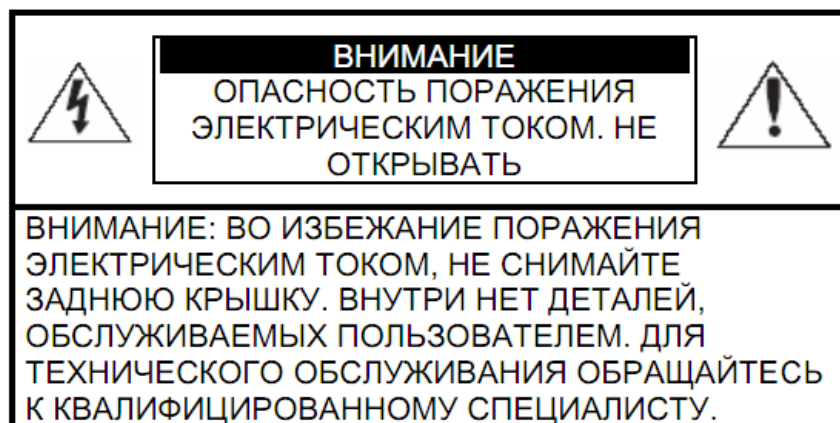 ВНИМАНИЕ
ОПАСНОСТЬ ПОРАЖЕНИЯ
ЭЛЕКТРИЧЕСКИМ ТОКОМ. НЕ
ОТКРЫВАТЬ
ВНИМАНИЕ: ВО ИЗБЕЖАНИЕ ПОРАЖЕНИЯ
ЭЛЕКТРИЧЕСКИМ ТОКОМ, НЕ СНИМАЙТЕ
ЗАДНЮЮ КРЫШКУ. ВНУТРИ НЕТ ДЕТАЛЕЙ,
ОБСЛУЖИВАЕМЫХ ПОЛЬЗОВАТЕЛЕМ. ДЛЯ
ТЕХНИЧЕСКОГО ОБСЛУЖИВАНИЯ ОБРАЩАЙТЕСЬ
К КВАЛИФИЦИРОВАННОМУ СПЕЦИАЛИСТУ.